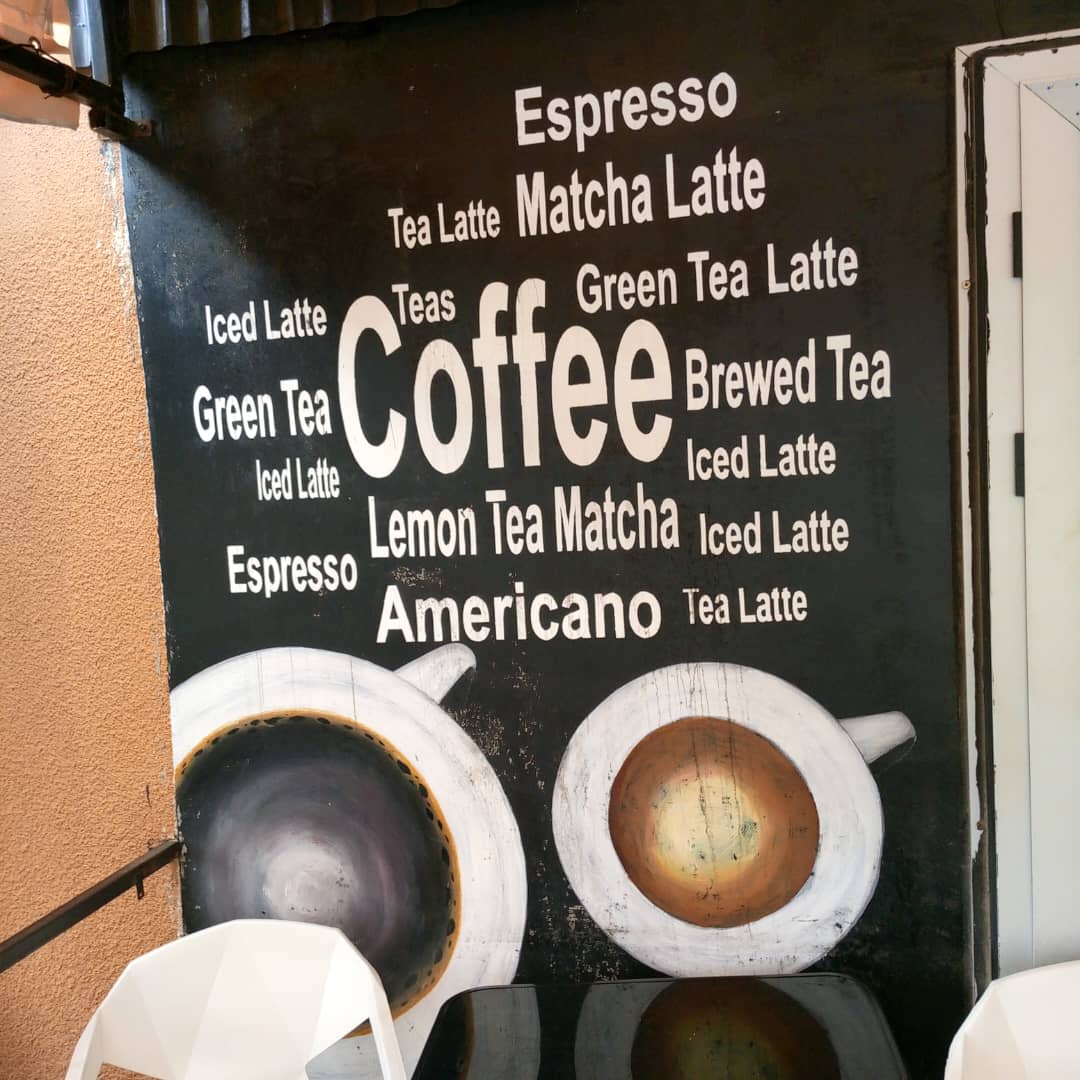 Espresso
Matcha Latte
Tea Latte
Green Tea Latte
Teas
Iced Latte
Coffee
Brewed Tea
Green Tea
Iced Latte
Iced Latte
Lemon Tea Matcha
Iced Latte
Espresso
Americano
Tea Latte